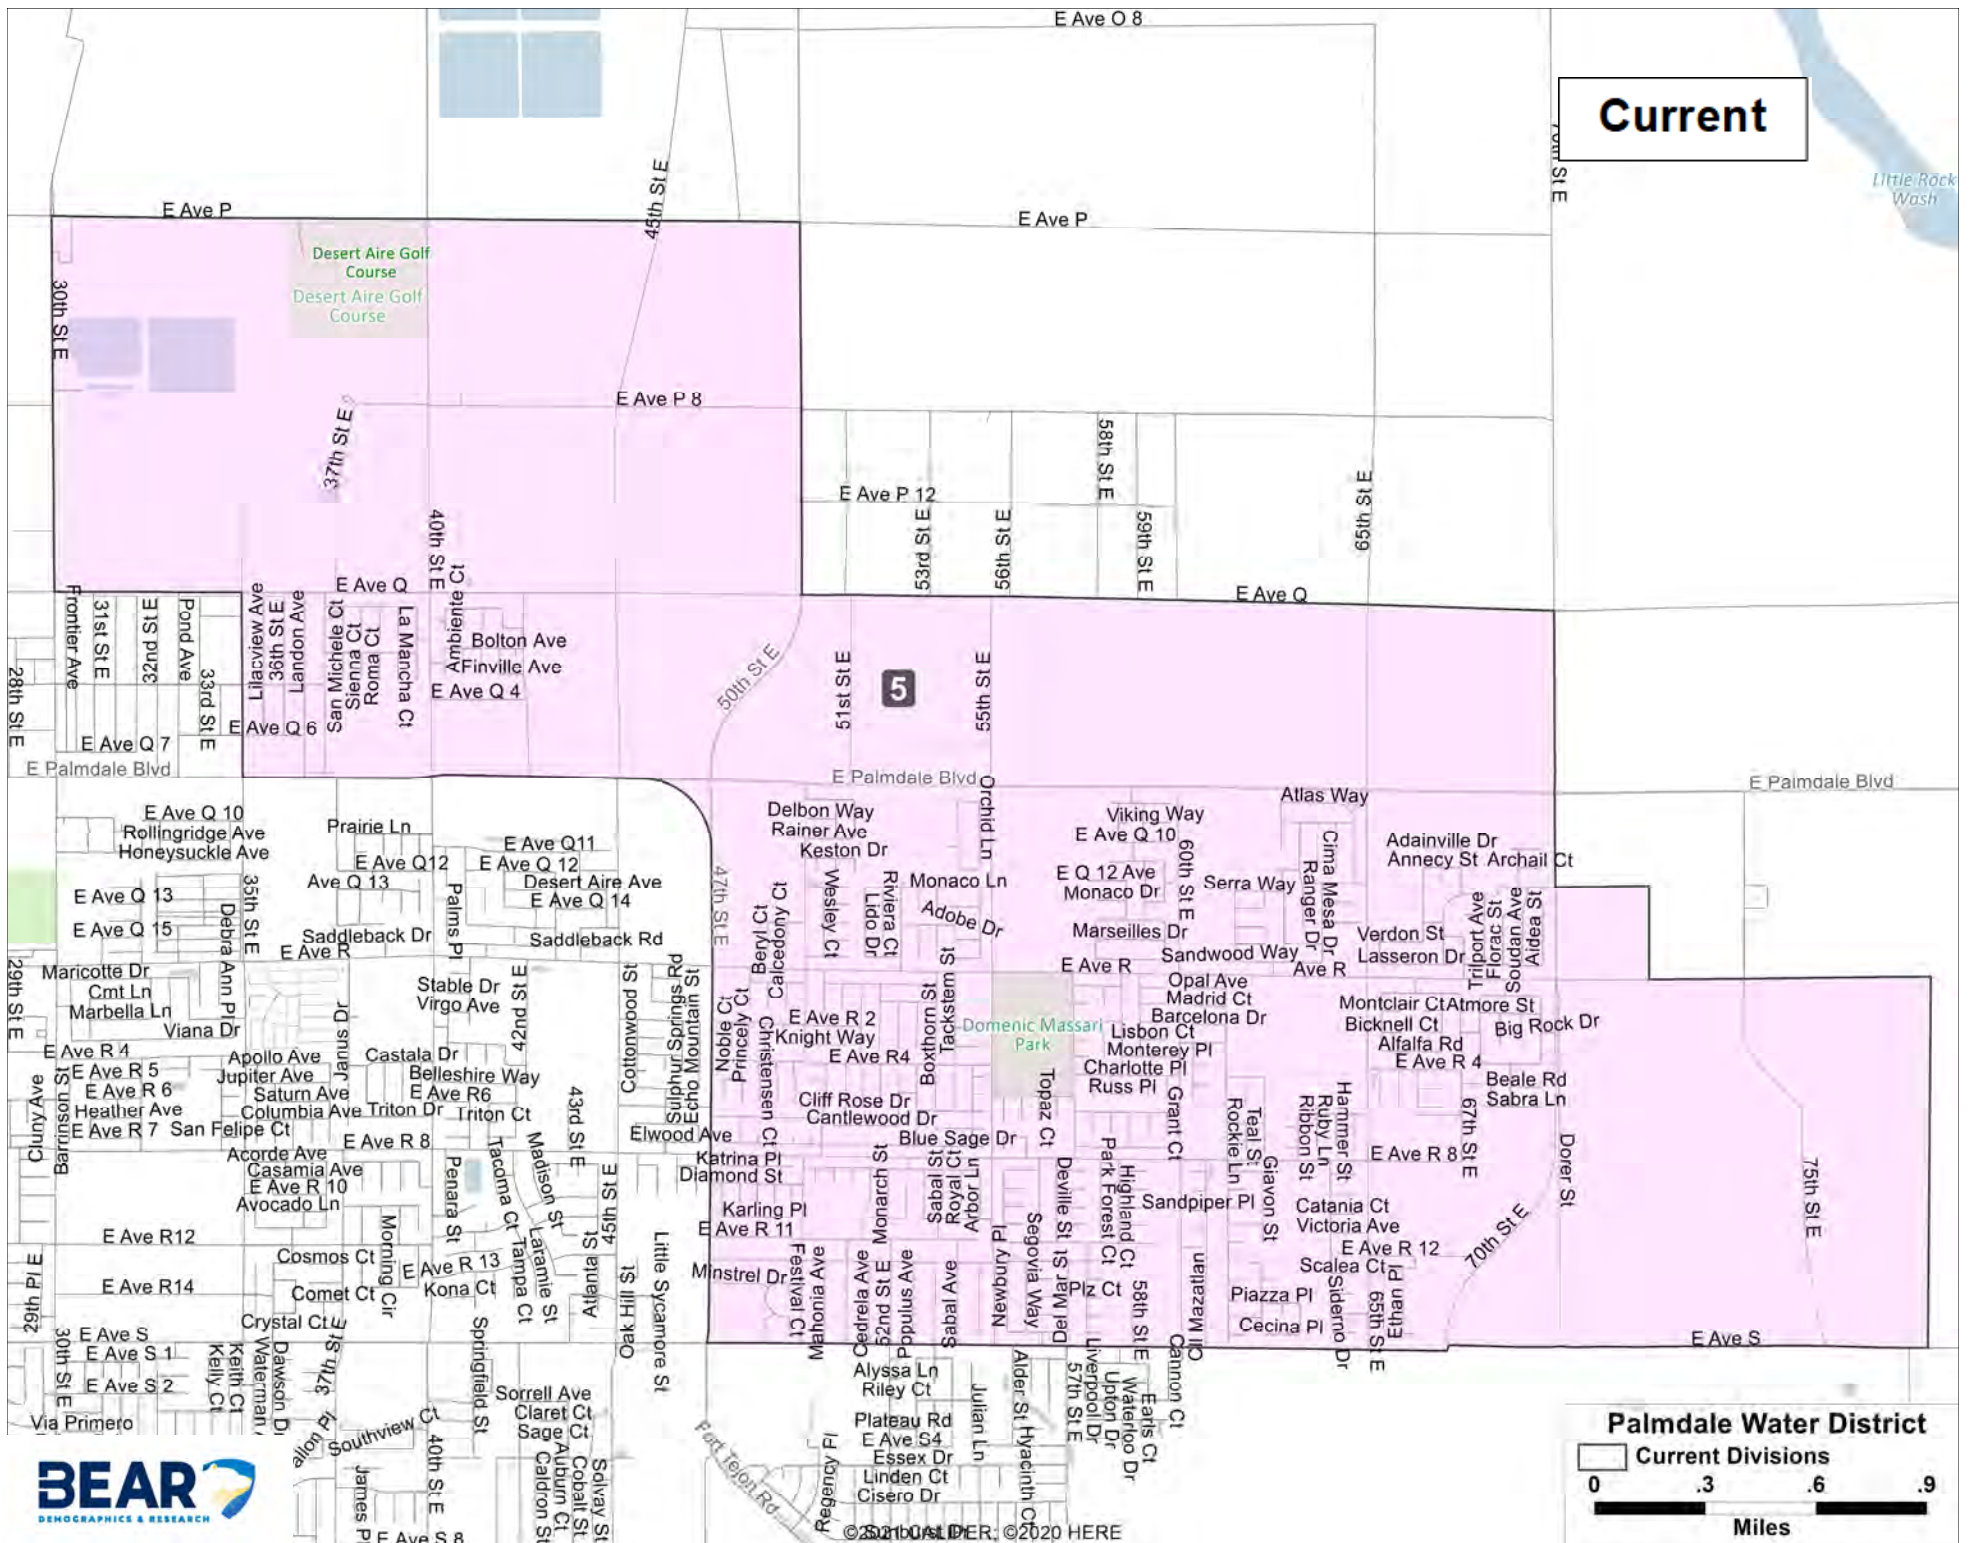 E Ave O 8
Current
St E
45th St E
Little Rock
Wash
E Ave P
E Ave P
Desert Aire Golf
Course
Desert Aire Golf
Course
30th St E
E Ave P 8
37th St E
58th St E
E Ave P 12
65th St E
40th St E
53rd St E
56th St E
59th St E
E Ave Q
E Ave Q
Frontier Ave
31st St E
32nd St E
Pond Ave
33rd St E
Lilacview Ave
36th St E
Landon Ave
San Michele Ct
Sienna Ct
Roma Ct
La Mancha Ct
Ambiente Ct
Bolton Ave
Finville Ave
E Ave Q 4
50th St E
51st St E
5
55th St E
28th St E
E Ave Q 6
E Ave Q 7
E Palmdale Blvd
E Palmdale Blvd
E Palmdale Blvd
Orchid Ln
Atlas Way
E Ave Q 10
Delbon Way
Viking Way
Rollingridge Ave
Prairie Ln
Rainer Ave
E Ave Q 10
Honeysuckle Ave
E Ave Q11
Keston Dr
60th St E
Cima Mesa Dr
Adainville Dr
E Ave Q12
E Ave Q 12
Annecy St
Archail Ct
Ave Q 13
Desert Aire Ave
Monaco Ln
E Q 12 Ave
Serra Way
Ranger Dr
E Ave Q 13
35th St E
Palms Pl
E Ave Q 14
47th St E
Wesley Ct
Riviera Ct
Lido Dr
Monaco Dr
E Ave Q 15
Debra Ann Pl
Beryl Ct
Calcedony Ct
Adobe Dr
Marseilles Dr
Verdon St
Trilport Ave
Florac St
Soudan Ave
Aidea St
Saddleback Dr
Saddleback Rd
E Ave R
Sandwood Way
Lasseron Dr
29th St E
Maricotte Dr
E Ave R
Ave R
Cmt Ln
Stable Dr
42nd St E
Cottonwood St
Sulphur Springs Rd
Echo Mountain St
Tackstem St
Opal Ave
Marbella Ln
Virgo Ave
Noble Ct
Princely Ct
Boxthorn St
Madrid Ct
Montclair Ct
Atmore St
Viana Dr
Janus Dr
Christensen Ct
E Ave R 2
Domenic Massari
Park
Barcelona Dr
Bicknell Ct
Big Rock Dr
Knight Way
Lisbon Ct
Alfalfa Rd
E Ave R 4
Apollo Ave
Castala Dr
E Ave R4
Monterey Pl
E Ave R 4
E Ave R 5
Jupiter Ave
Belleshire Way
Charlotte Pl
Beale Rd
E Ave R 6
Saturn Ave
E Ave R6
Russ Pl
Sabra Ln
Heather Ave
Columbia Ave
Triton Dr
Triton Ct
43rd St E
Cliff Rose Dr
Topaz Ct
Grant Ct
Teal St
Rockie Ln
Hammer St
Ruby Ln
Ribbon St
67th St E
E Ave R 7
San Felipe Ct
Cantlewood Dr
Cluny Ave
Barrinson St
E Ave R 8
Elwood Ave
Blue Sage Dr
Acorde Ave
Katrina Pl
E Ave R 8
Dorer St
Casamia Ave
Diamond St
E Ave R 10
Penara St
Tacoma Ct
Madison St
45th St E
Monarch St
Sabal St
Royal Ct
Arbor Ln
Deville St
Park Forest Ct
Highland Ct
Giavon St
75th St E
Avocado Ln
Karling Pl
Sandpiper Pl
Catania Ct
E Ave R12
Morning Cir
E Ave R 11
Victoria Ave
70th St E
Cosmos Ct
E Ave R 13
Tampa Ct
Laramie St
Avanue St
Oak Hill St
Little Sycamore St
Minstrel Dr
Segovia Way
E Ave R 12
E Ave R14
Comet Ct
Kona Ct
Festival Ct
Mahonia Ave
Cedrela Ave
52nd St E
Populus Ave
Sabal Ave
Newbury Pl
Del Mar St
Plz Ct
58th St E
Il Mazatlan
Scalea Ct
29th Pl E
Crystal Ct
Piazza Pl
Siderno Dr
65th St E
Ethan Pl
E Ave S
Cecina Pl
E Ave S
E Ave S 1
30th St E
Keith Ct
Kelly Ct
Waterman
Dawson Dr
37th St E
Springfield St
Alyssa Ln
Alder St
57th St E
Liverpool Dr
Upton Dr
Waterloo Dr
Earls Ct
Cannon Ct
E Ave S 2
Sorrell Ave
Riley Ct
Via Primero
Claret Ct
Plateau Rd
Julian Ln
Hyacinth Ct
Southview Ct
Sage Ct
E Ave S4
Fort Tejon Rd
Essex Dr
James Pl
40th St E
Caldron St
Auburn Ct
Cobalt St
Solvay St
Regency Pl
Linden Ct
Cisero Dr
E Ave S 8
©2021 CALIPER; ©2020 HERE
BEAR
DEMOGRAPHICS & RESEARCH
Palmdale Water District
Current Divisions
0 .3 .6 .9
Miles